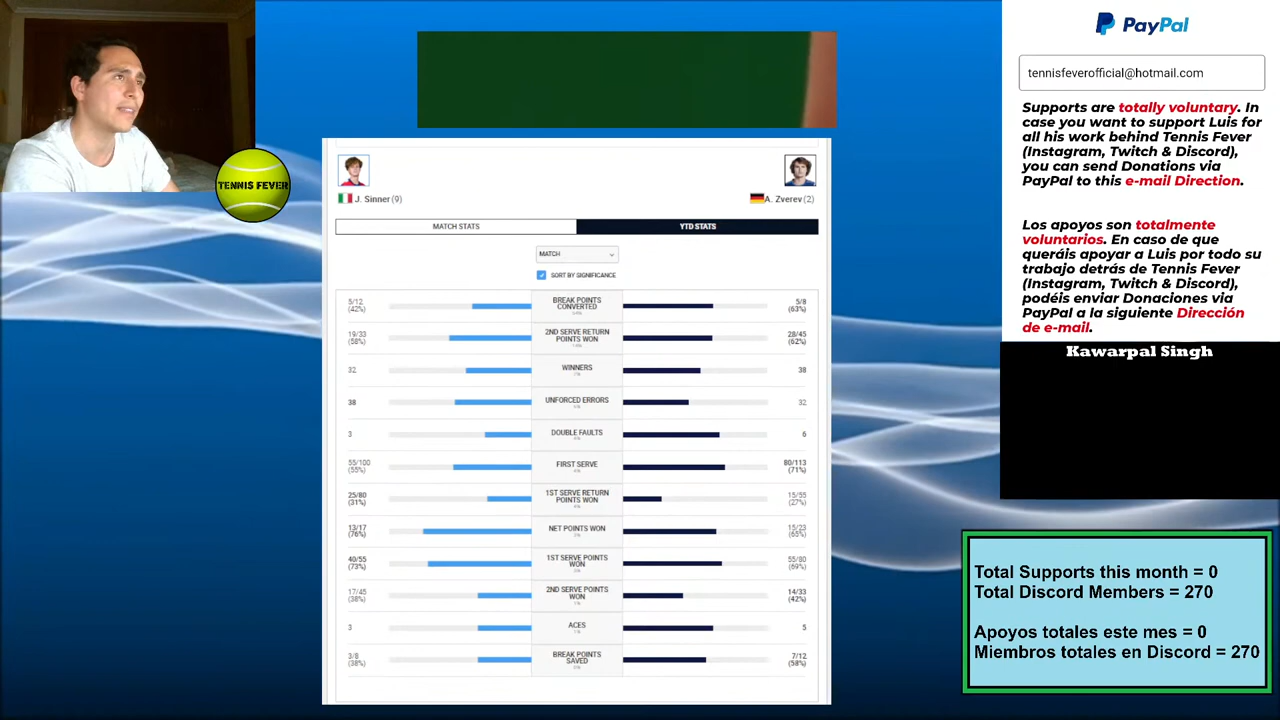 TENNIS FEVER
J. Sinner (9)
A. Zverev (2)
MATCH STATS
YTD STATS
MATCH
SORT BY SIGNIFICANCE
5/12
(42%)
BREAK POINTS
CONVERTED
5/8
(63%)
19/33
(58%)
2ND SERVE RETURN
POINTS WON
28/45
(62%)
32
WINNERS
38
38
UNFORCED ERRORS
32
3
DOUBLE FAULTS
6
55/100
(55%)
FIRST SERVE
80/113
(71%)
25/80
(31%)
1ST SERVE RETURN
POINTS WON
15/55
(27%)
13/17
(76%)
NET POINTS WON
15/23
(65%)
40/55
(73%)
1ST SERVE POINTS
WON
55/80
(69%)
17/45
(38%)
2ND SERVE POINTS
WON
14/33
(42%)
3
ACES
5
3/8
(38%)
BREAK POINTS
SAVED
7/12
(58%)
PayPal
tennisfeverofficial@hotmail.com
Supports are totally voluntary. In
case you want to support Luis for
all his work behind Tennis Fever
(Instagram, Twitch & Discord),
you can send Donations via
PayPal to this e-mail Direction.
Los apoyos son totalmente
voluntarios. En caso de que
queráis apoyar a Luis por todo su
trabajo detrás de Tennis Fever
(Instagram, Twitch & Discord),
podéis enviar Donaciones via
PayPal a la siguiente Dirección
de e-mail.
Kawarpal Singh
Total Supports this month = 0
Total Discord Members = 270
Apoyos totales este mes = 0
Miembros totales en Discord = 270